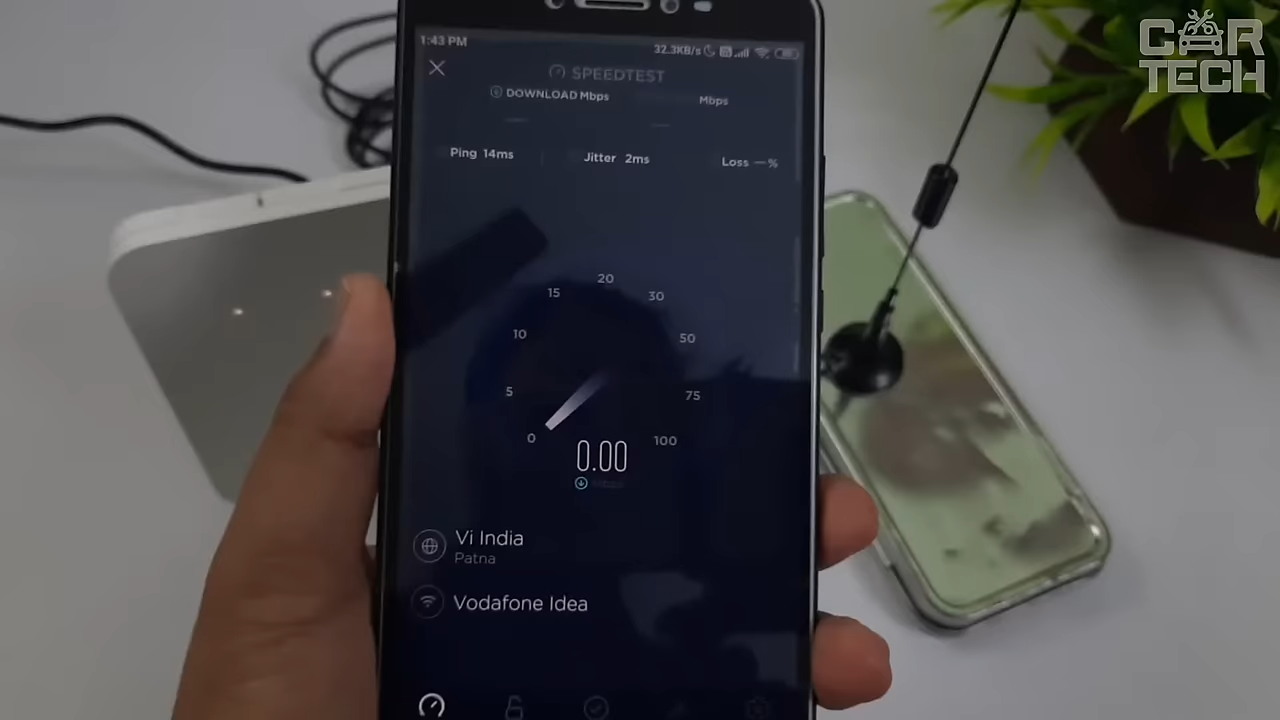 CAR
TECH
1:43 PM
32.3KB/s
SPEEDTEST
DOWNLOAD Mbps
Mbps
Ping 14ms
Jitter 2ms
Loss —%
20
15
30
10
50
5
75
0
100
0.00
Mbps
Vi India
Patna
Vodafone Idea